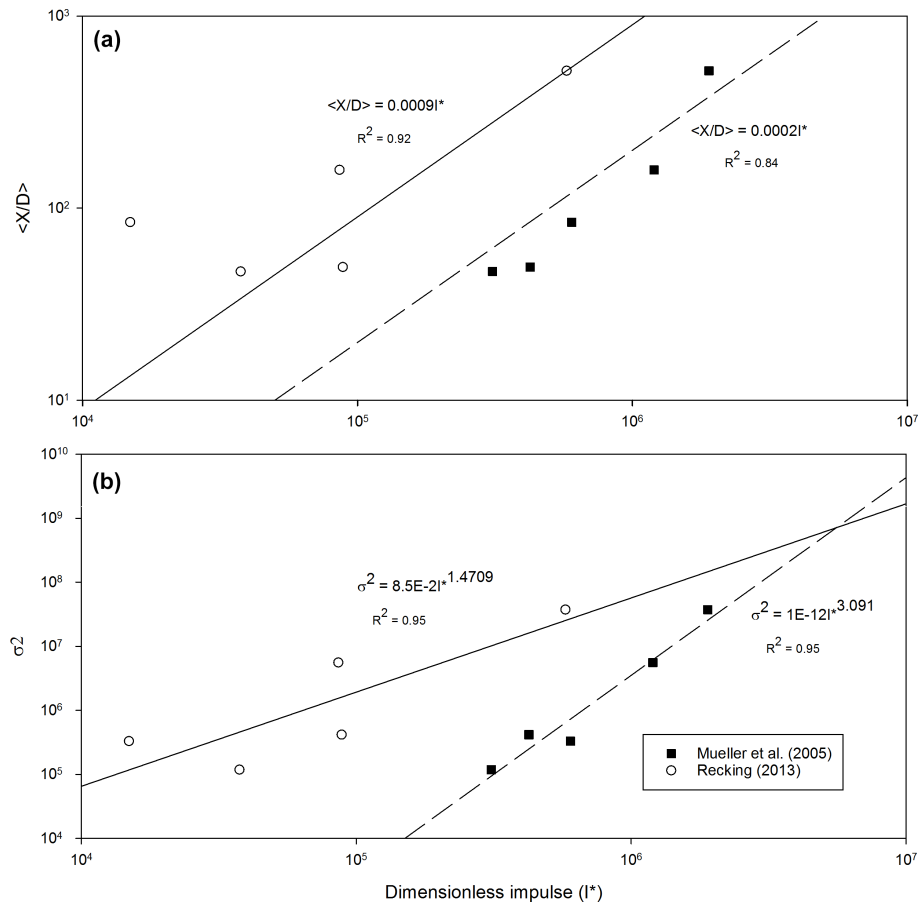 10³
(a)
<X/D> = 0.0009I*
R² = 0.92
<X/D> = 0.0002I*
R² = 0.84
<X/D>
10²
10¹
10⁴ 10⁵ 10⁶ 10⁷
10¹⁰
(b)
10⁹
10⁸
σ² = 8.5E-2I*^1.4709
R² = 0.95
σ² = 1E-12I*^3.091
R² = 0.95
σ2
10⁷
10⁶
10⁵
10⁴
Mueller et al. (2005)
Recking (2013)
10⁴ 10⁵ 10⁶ 10⁷
Dimensionless impulse (I*)